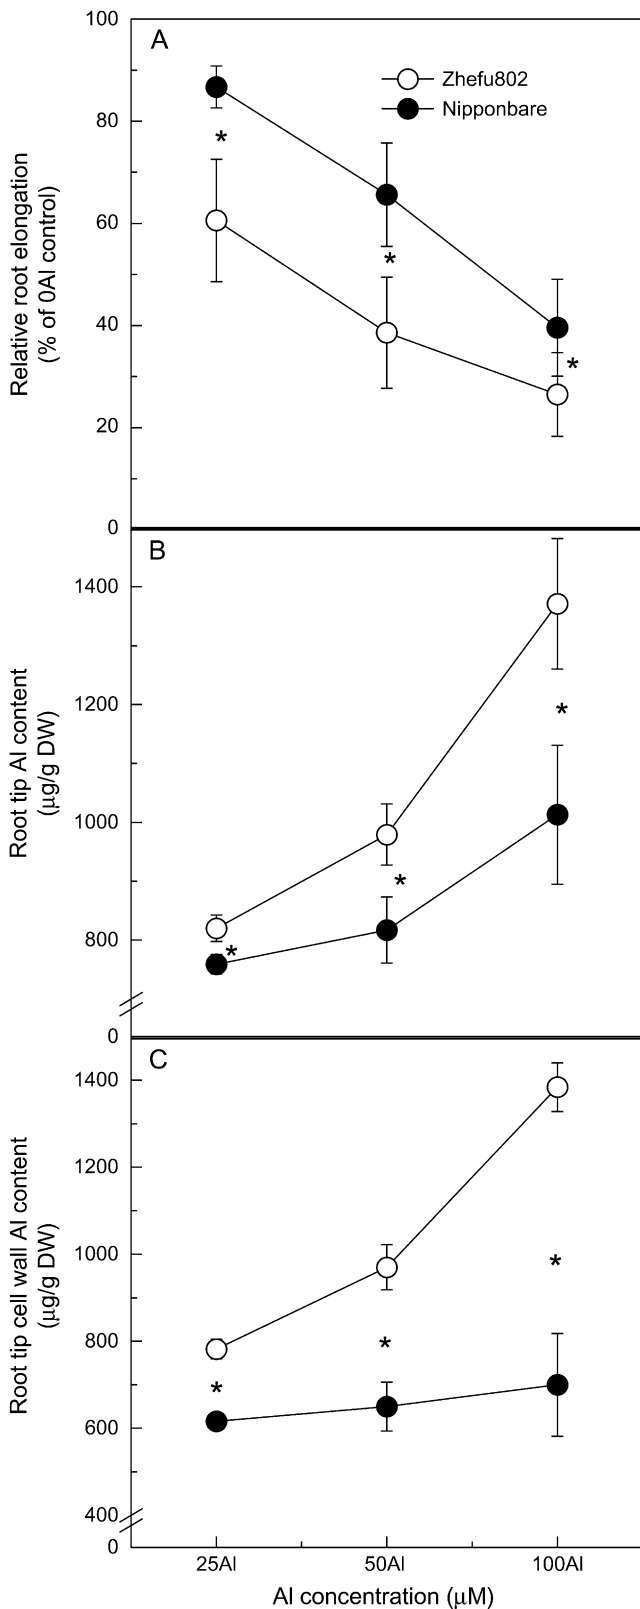 A
Zhefu802
Nipponbare
Relative root elongation
(% of 0Al control)
100
80
*
60
*
40
*
20
0
B
Root tip Al content
(μg/g DW)
1400
1200
*
1000
*
800
*
0
C
Root tip cell wall Al content
(μg/g DW)
1400
1200
1000
*
800
*
*
600
400
0
25Al 50Al 100Al
Al concentration (μM)